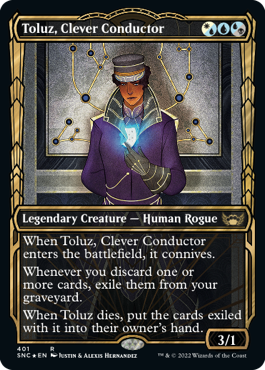 Toluz, Clever Conductor
Legendary Creature — Human Rogue
When Toluz, Clever Conductor
enters the battlefield, it connives.
Whenever you discard one or
more cards, exile them from your
graveyard.
When Toluz dies, put the cards exiled
with it into their owner's hand.
3/1
401 R
SNC★EN Justin & Alexis Hernandez ™ & © 2022 Wizards of the Coast